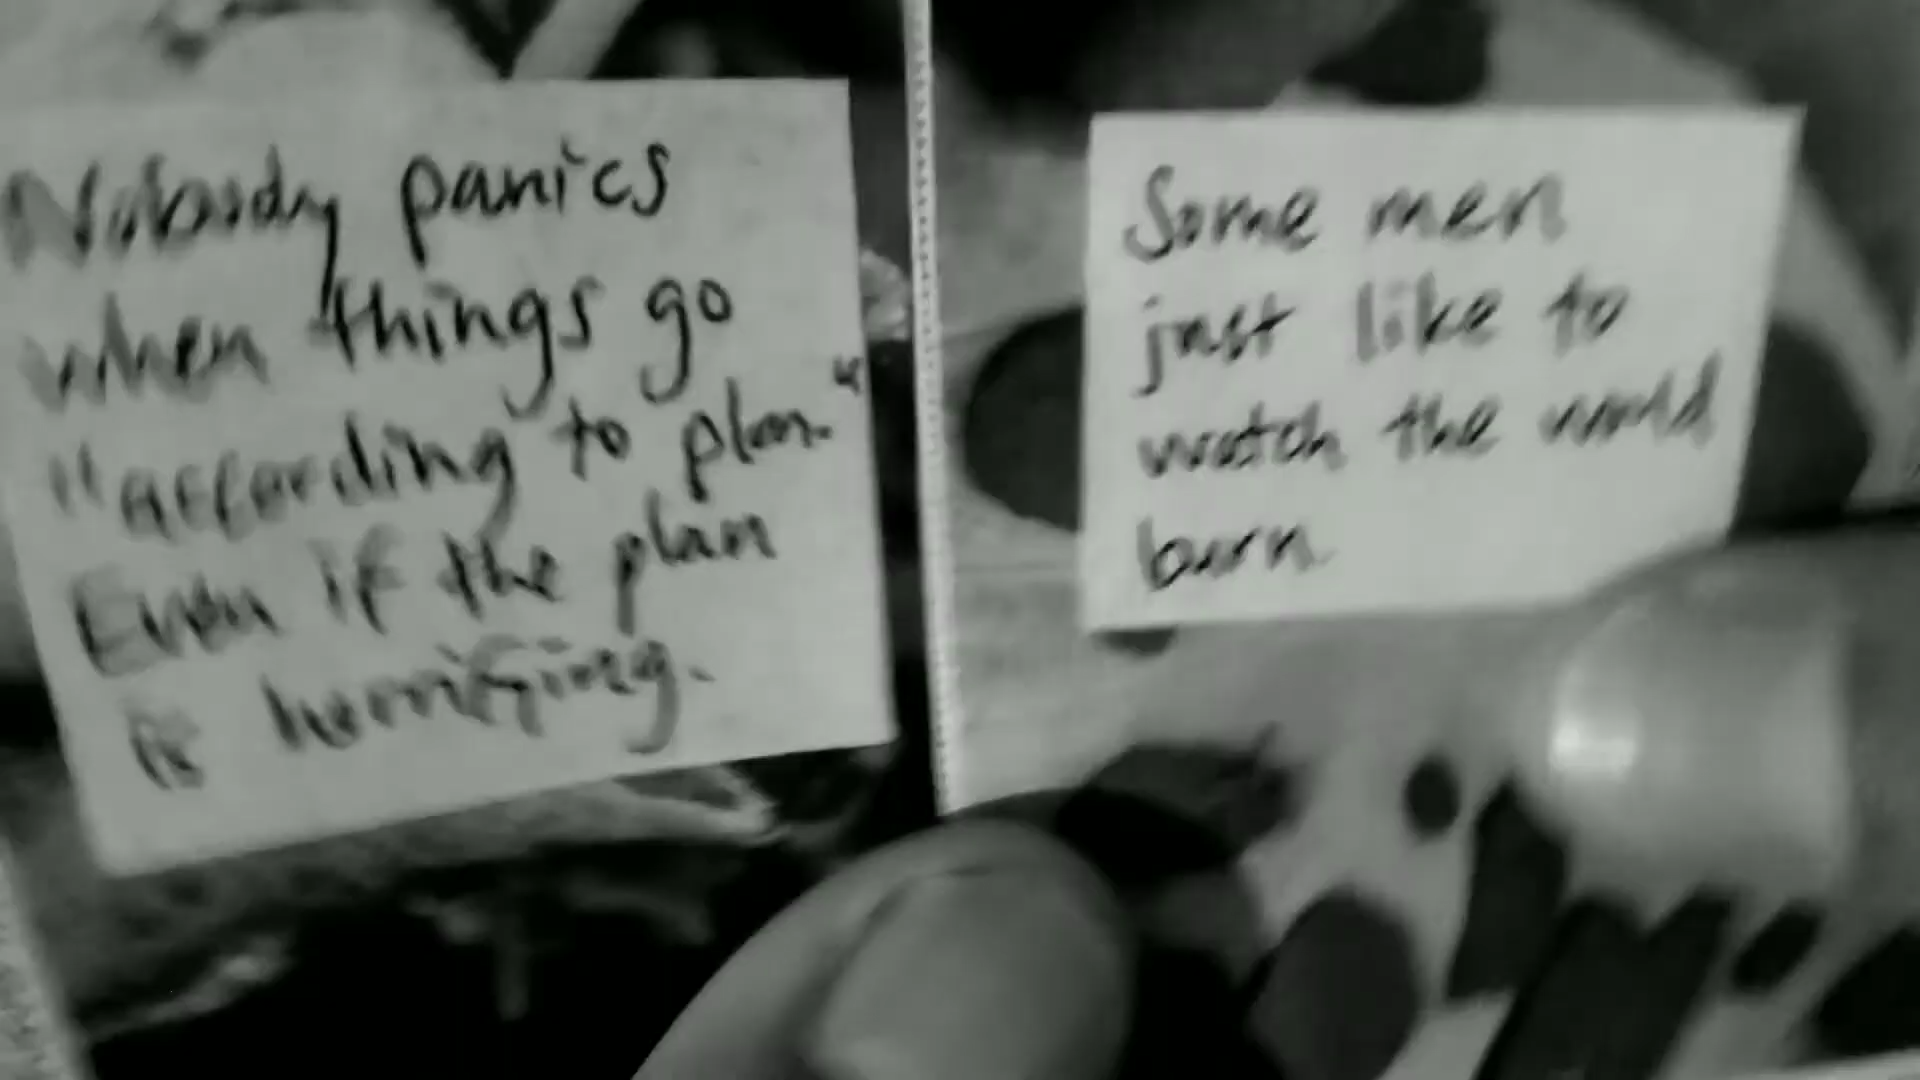 Nobody panics
when things go
"according to plan."
Even if the plan
is horrifying.
Some men
just like to
watch the world
burn.